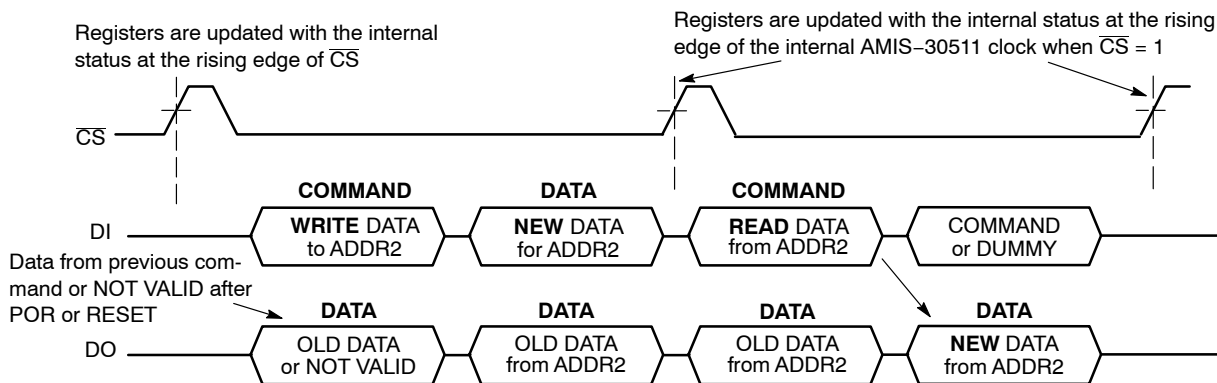 Registers are updated with the internal
status at the rising edge of CS
Registers are updated with the internal status at the rising
edge of the internal AMIS−30511 clock when CS = 1
CS
COMMAND
DATA
COMMAND
DI
WRITE DATA
to ADDR2
NEW DATA
for ADDR2
READ DATA
from ADDR2
COMMAND
or DUMMY
Data from previous com-
mand or NOT VALID after
POR or RESET
DATA
DATA
DATA
DATA
DO
OLD DATA
or NOT VALID
OLD DATA
from ADDR2
OLD DATA
from ADDR2
NEW DATA
from ADDR2